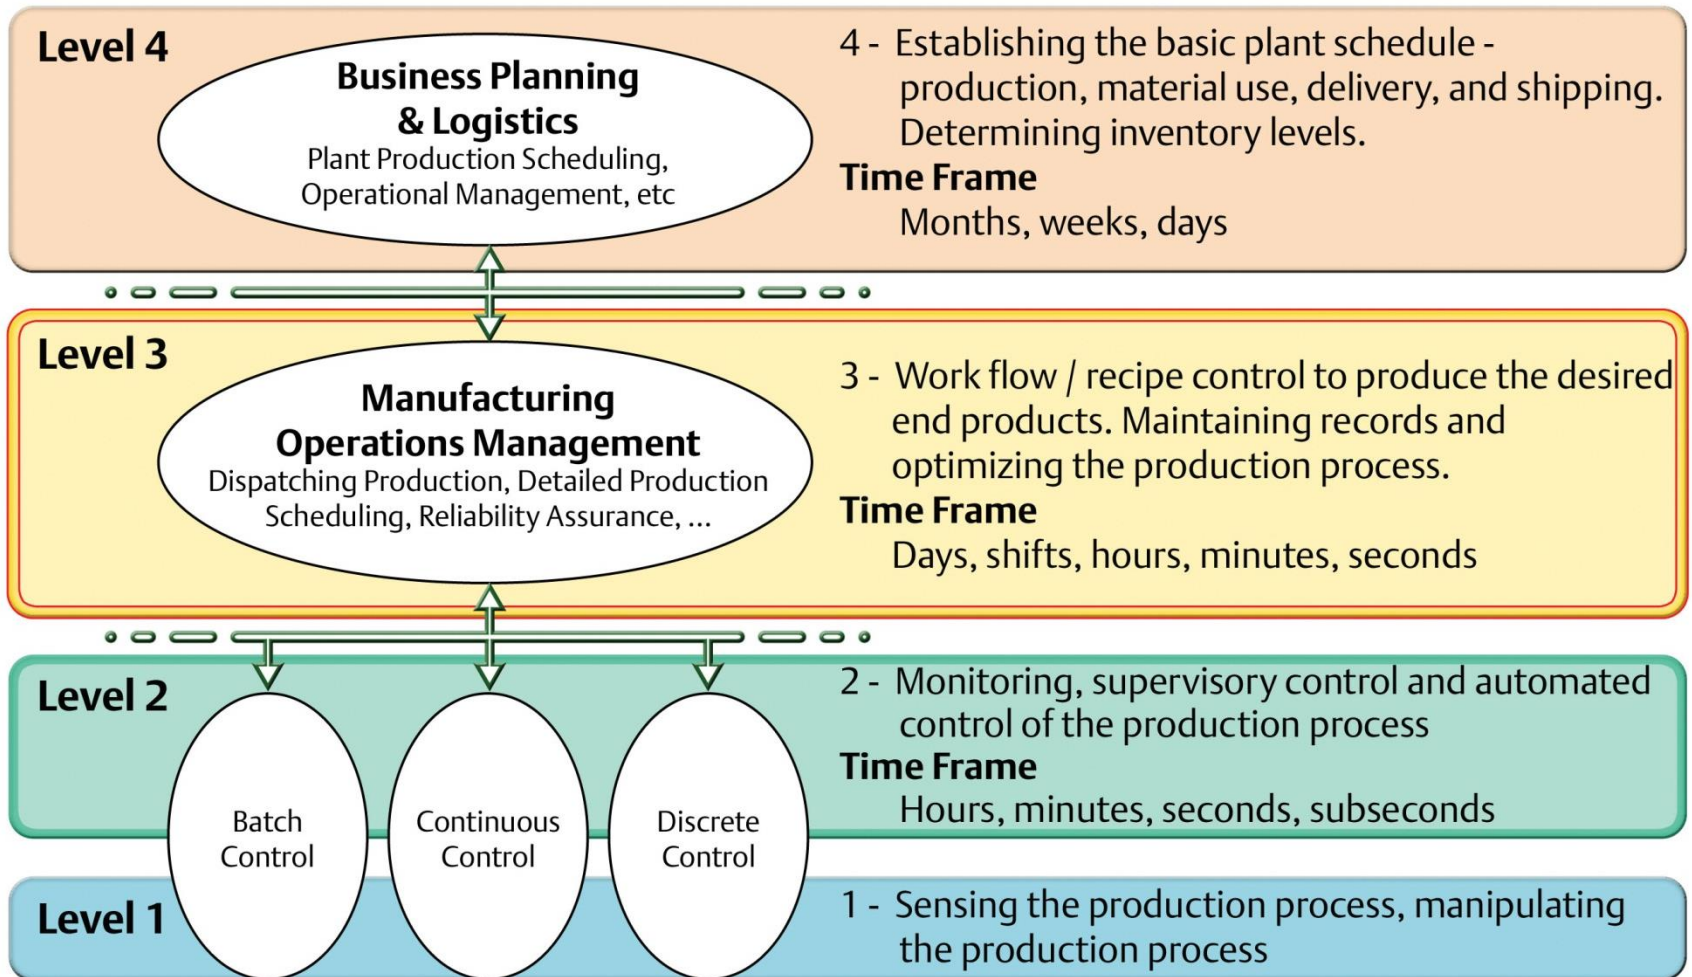 Level 4
Business Planning
& Logistics
Plant Production Scheduling,
Operational Management, etc
4 - Establishing the basic plant schedule -
production, material use, delivery, and shipping.
Determining inventory levels.
Time Frame
Months, weeks, days
Level 3
Manufacturing
Operations Management
Dispatching Production, Detailed Production
Scheduling, Reliability Assurance, ...
3 - Work flow / recipe control to produce the desired
end products. Maintaining records and
optimizing the production process.
Time Frame
Days, shifts, hours, minutes, seconds
Level 2
Batch
Control
Continuous
Control
Discrete
Control
2 - Monitoring, supervisory control and automated
control of the production process
Time Frame
Hours, minutes, seconds, subseconds
Level 1
1 - Sensing the production process, manipulating
the production process